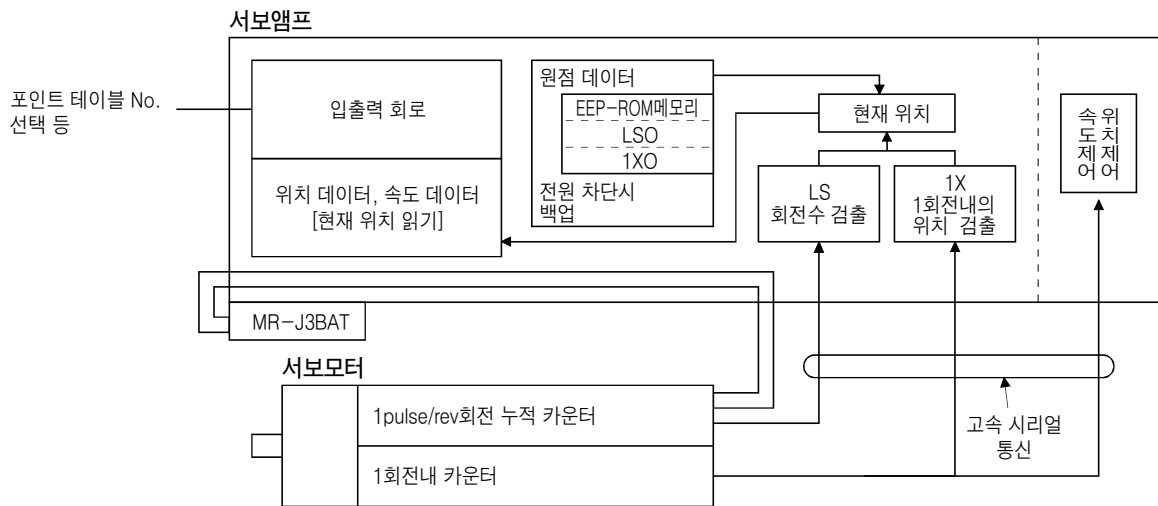 서보앰프
포인트 테이블 No.
선택 등
입출력 회로
위치 데이터, 속도 데이터
[현재 위치 읽기]
원점 데이터
EEP-ROM메모리
LSO
1XO
전원 차단시
백업
현재 위치
LS
회전수 검출
1X
1회전내의
위치 검출
위치제어
속도제어
MR-J3BAT
서보모터
1pulse/rev회전 누적 카운터
1회전내 카운터
고속 시리얼
통신